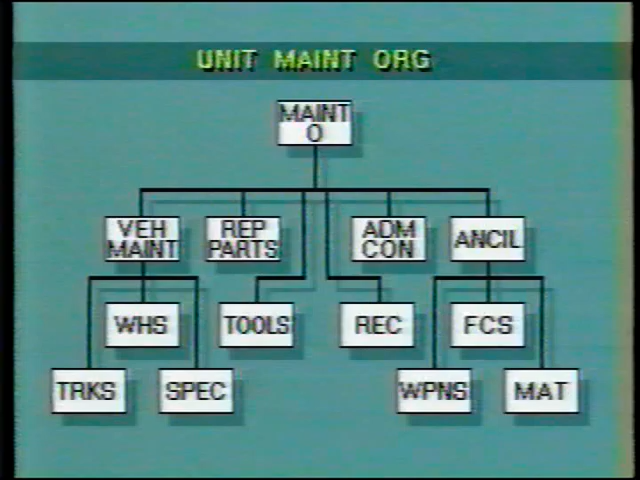 UNIT MAINT ORG
MAINT
O
VEH
MAINT
REP
PARTS
ADM
CON
ANCIL
WHS
TOOLS
REC
FCS
TRKS
SPEC
WPNS
MAT